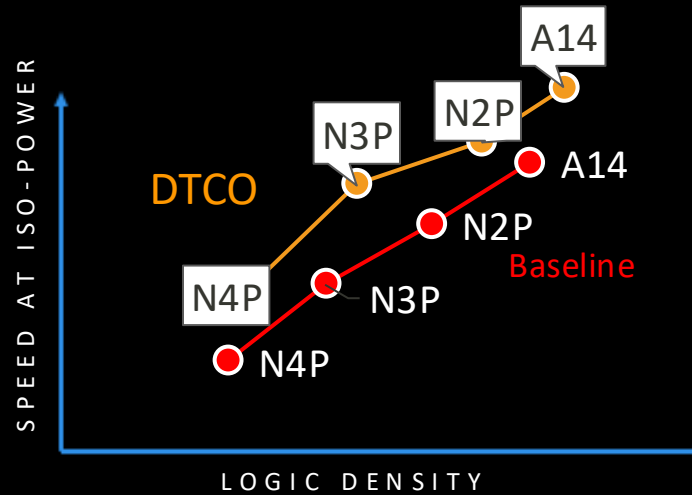 A14
N2P
N3P
DTCO
N4P
A14
N2P
Baseline
N3P
N4P
SPEED AT ISO-POWER
LOGIC DENSITY